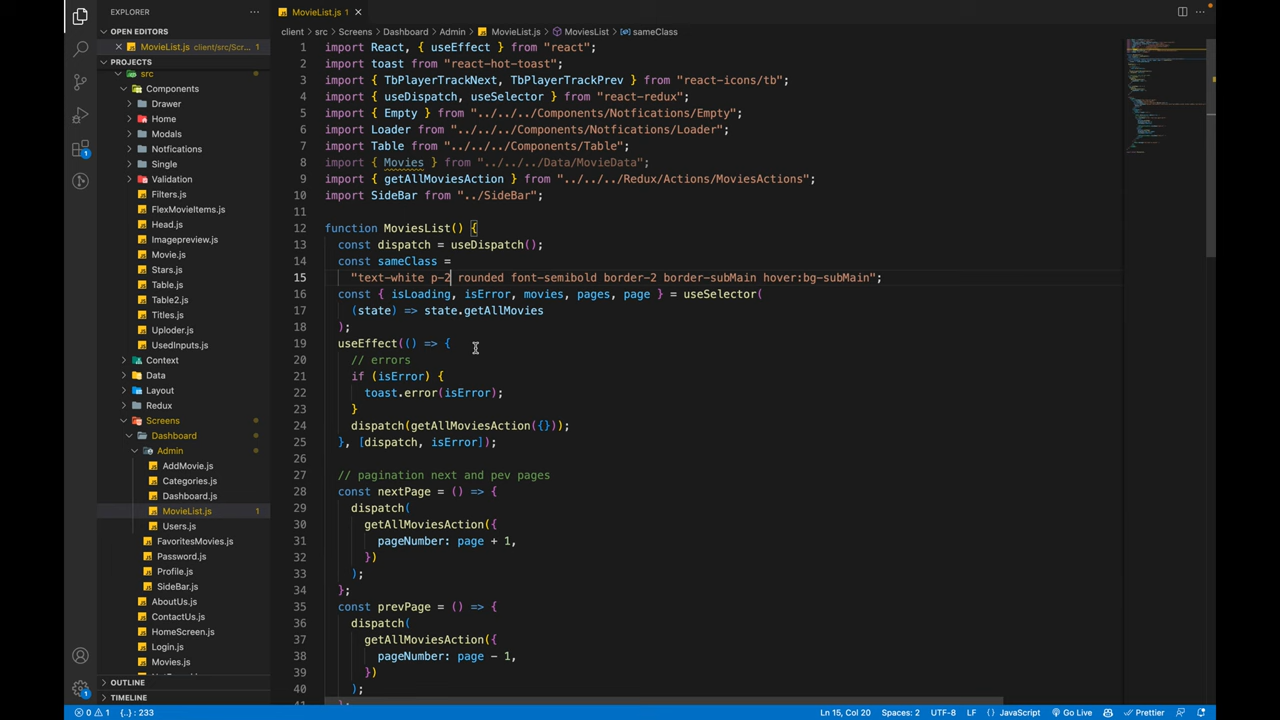 EXPLORER
OPEN EDITORS
MovieList.js client/src/Scr... 1
PROJECTS
src
Components
Drawer
Home
Modals
Notfications
Single
Validation
Filters.js
FlexMovieItems.js
Head.js
Imagepreview.js
Movie.js
Stars.js
Table.js
Table2.js
Titles.js
Uploder.js
UsedInputs.js
Context
Data
Layout
Redux
Screens
Dashboard
Admin
AddMovie.js
Categories.js
Dashboard.js
MovieList.js 1
Users.js
FavoritesMovies.js
Password.js
Profile.js
SideBar.js
AboutUs.js
ContactUs.js
HomeScreen.js
Login.js
Movies.js
OUTLINE
TIMELINE
MovieList.js 1
client > src > Screens > Dashboard > Admin > MovieList.js > MoviesList > sameClass
1 import React, { useEffect } from "react";
2 import toast from "react-hot-toast";
3 import { TbPlayerTrackNext, TbPlayerTrackPrev } from "react-icons/tb";
4 import { useDispatch, useSelector } from "react-redux";
5 import { Empty } from "../../../Components/Notfications/Empty";
6 import Loader from "../../../Components/Notfications/Loader";
7 import Table from "../../../Components/Table";
8 import { Movies } from "../../../Data/MovieData";
9 import { getAllMoviesAction } from "../../../Redux/Actions/MoviesActions";
10 import SideBar from "../SideBar";
11
12 function MoviesList() {
13 const dispatch = useDispatch();
14 const sameClass =
15 "text-white p-2 rounded font-semibold border-2 border-subMain hover:bg-subMain";
16 const { isLoading, isError, movies, pages, page } = useSelector(
17 (state) => state.getAllMovies
18 );
19 useEffect(() => {
20 // errors
21 if (isError) {
22 toast.error(isError);
23 }
24 dispatch(getAllMoviesAction({}));
25 }, [dispatch, isError]);
26
27 // pagination next and pev pages
28 const nextPage = () => {
29 dispatch(
30 getAllMoviesAction({
31 pageNumber: page + 1,
32 })
33 );
34 };
35 const prevPage = () => {
36 dispatch(
37 getAllMoviesAction({
38 pageNumber: page - 1,
39 })
40 );
0 1 {..} : 233
Ln 15, Col 20 Spaces: 2 UTF-8 LF {} JavaScript Go Live Prettier